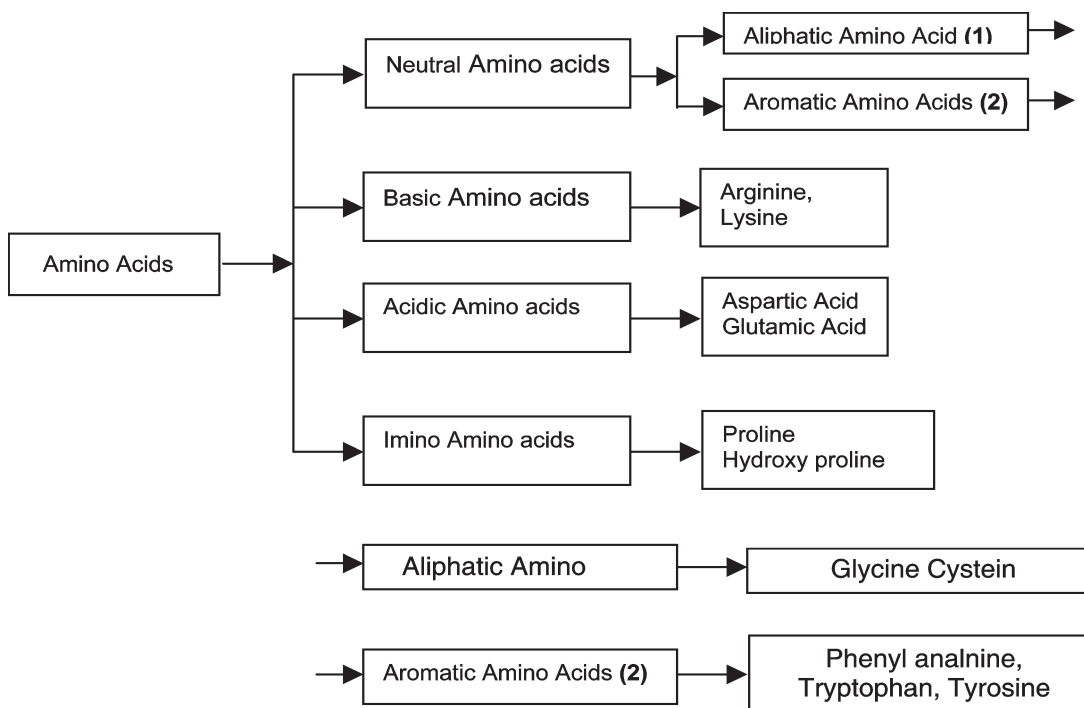 Aliphatic Amino Acid (1)
Neutral Amino acids
Aromatic Amino Acids (2)
Basic Amino acids
Arginine,
Lysine
Amino Acids
Acidic Amino acids
Aspartic Acid
Glutamic Acid
Imino Amino acids
Proline
Hydroxy proline
Aliphatic Amino
Glycine Cystein
Aromatic Amino Acids (2)
Phenyl analnine,
Tryptophan, Tyrosine